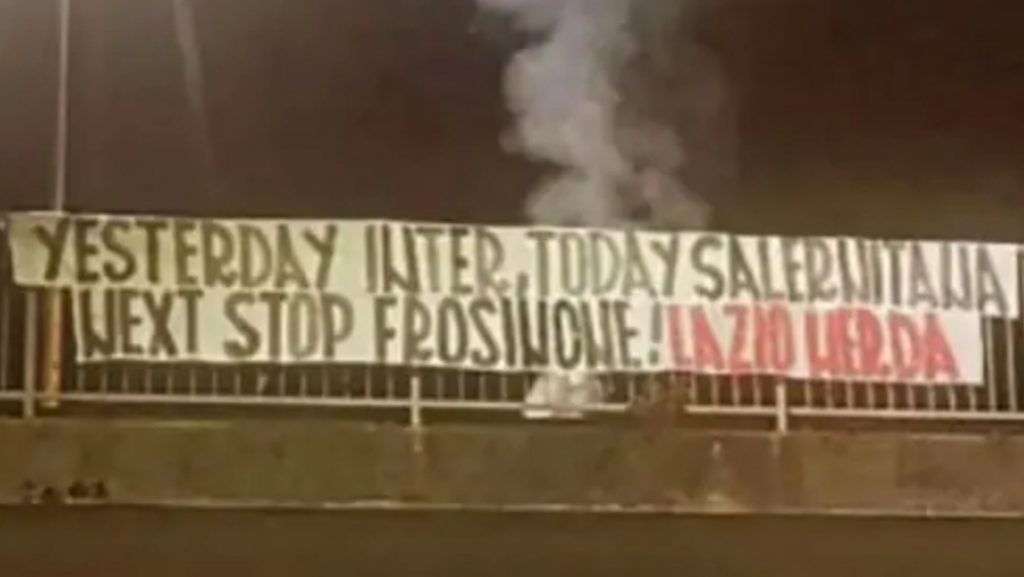 YESTERDAY INTER, TODAY SALERNITANA
NEXT STOP FROSINONE! LAZIO MERDA